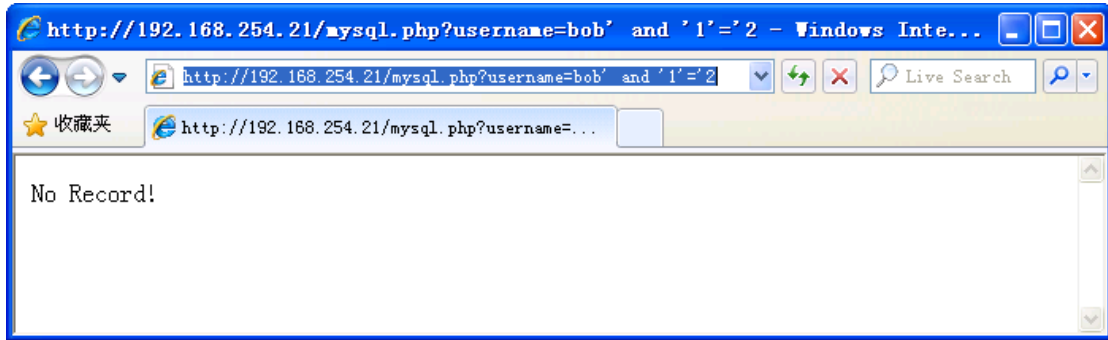 http://192.168.254.21/mysql.php?username=bob' and '1'='2 - Windows Inte...
http://192.168.254.21/mysql.php?username=bob' and '1'='2
Live Search
收藏夹
http://192.168.254.21/mysql.php?username=...
No Record!